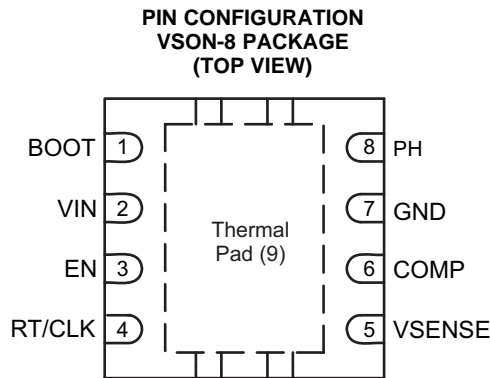 PIN CONFIGURATION
VSON-8 PACKAGE
(TOP VIEW)
BOOT 1
VIN 2
EN 3
RT/CLK 4
Thermal
Pad (9)
8 PH
7 GND
6 COMP
5 VSENSE